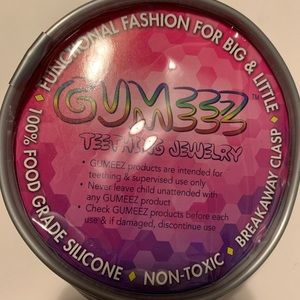 FUNCTIONAL FASHION FOR BIG & LITTLE
GUMEEZ™
TEETHING JEWELRY
• GUMEEZ products are intended for
teething & supervised use only
• Never leave child unattended with
any GUMEEZ product
• Check GUMEEZ products before each
use & if damaged, discontinue use
100% FOOD GRADE SILICONE ♦ NON-TOXIC ♦ BREAKAWAY CLASP